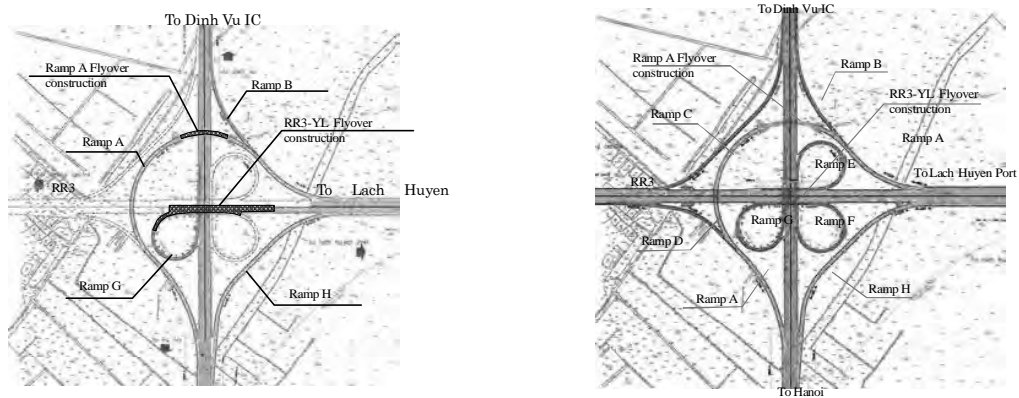 To Dinh Vu IC
Ramp A Flyover
construction
Ramp B
RR3-YL Flyover
construction
Ramp A
RR3
To Lach Huyen
Ramp G
Ramp H
To Dinh Vu IC
Ramp A Flyover
construction
Ramp B
RR3-YL Flyover
construction
Ramp C
Ramp A
Ramp E
RR3
To Lach Huyen Port
Ramp G
Ramp F
Ramp D
Ramp A
Ramp H
To Hanoi